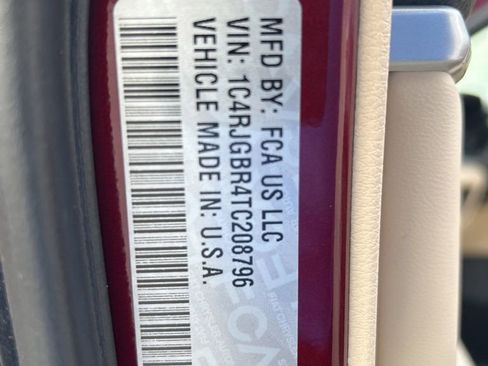 MFD BY: FCA US LLC
VIN: 1C4RJGBR4TC208796
VEHICLE MADE IN: U.S.A.